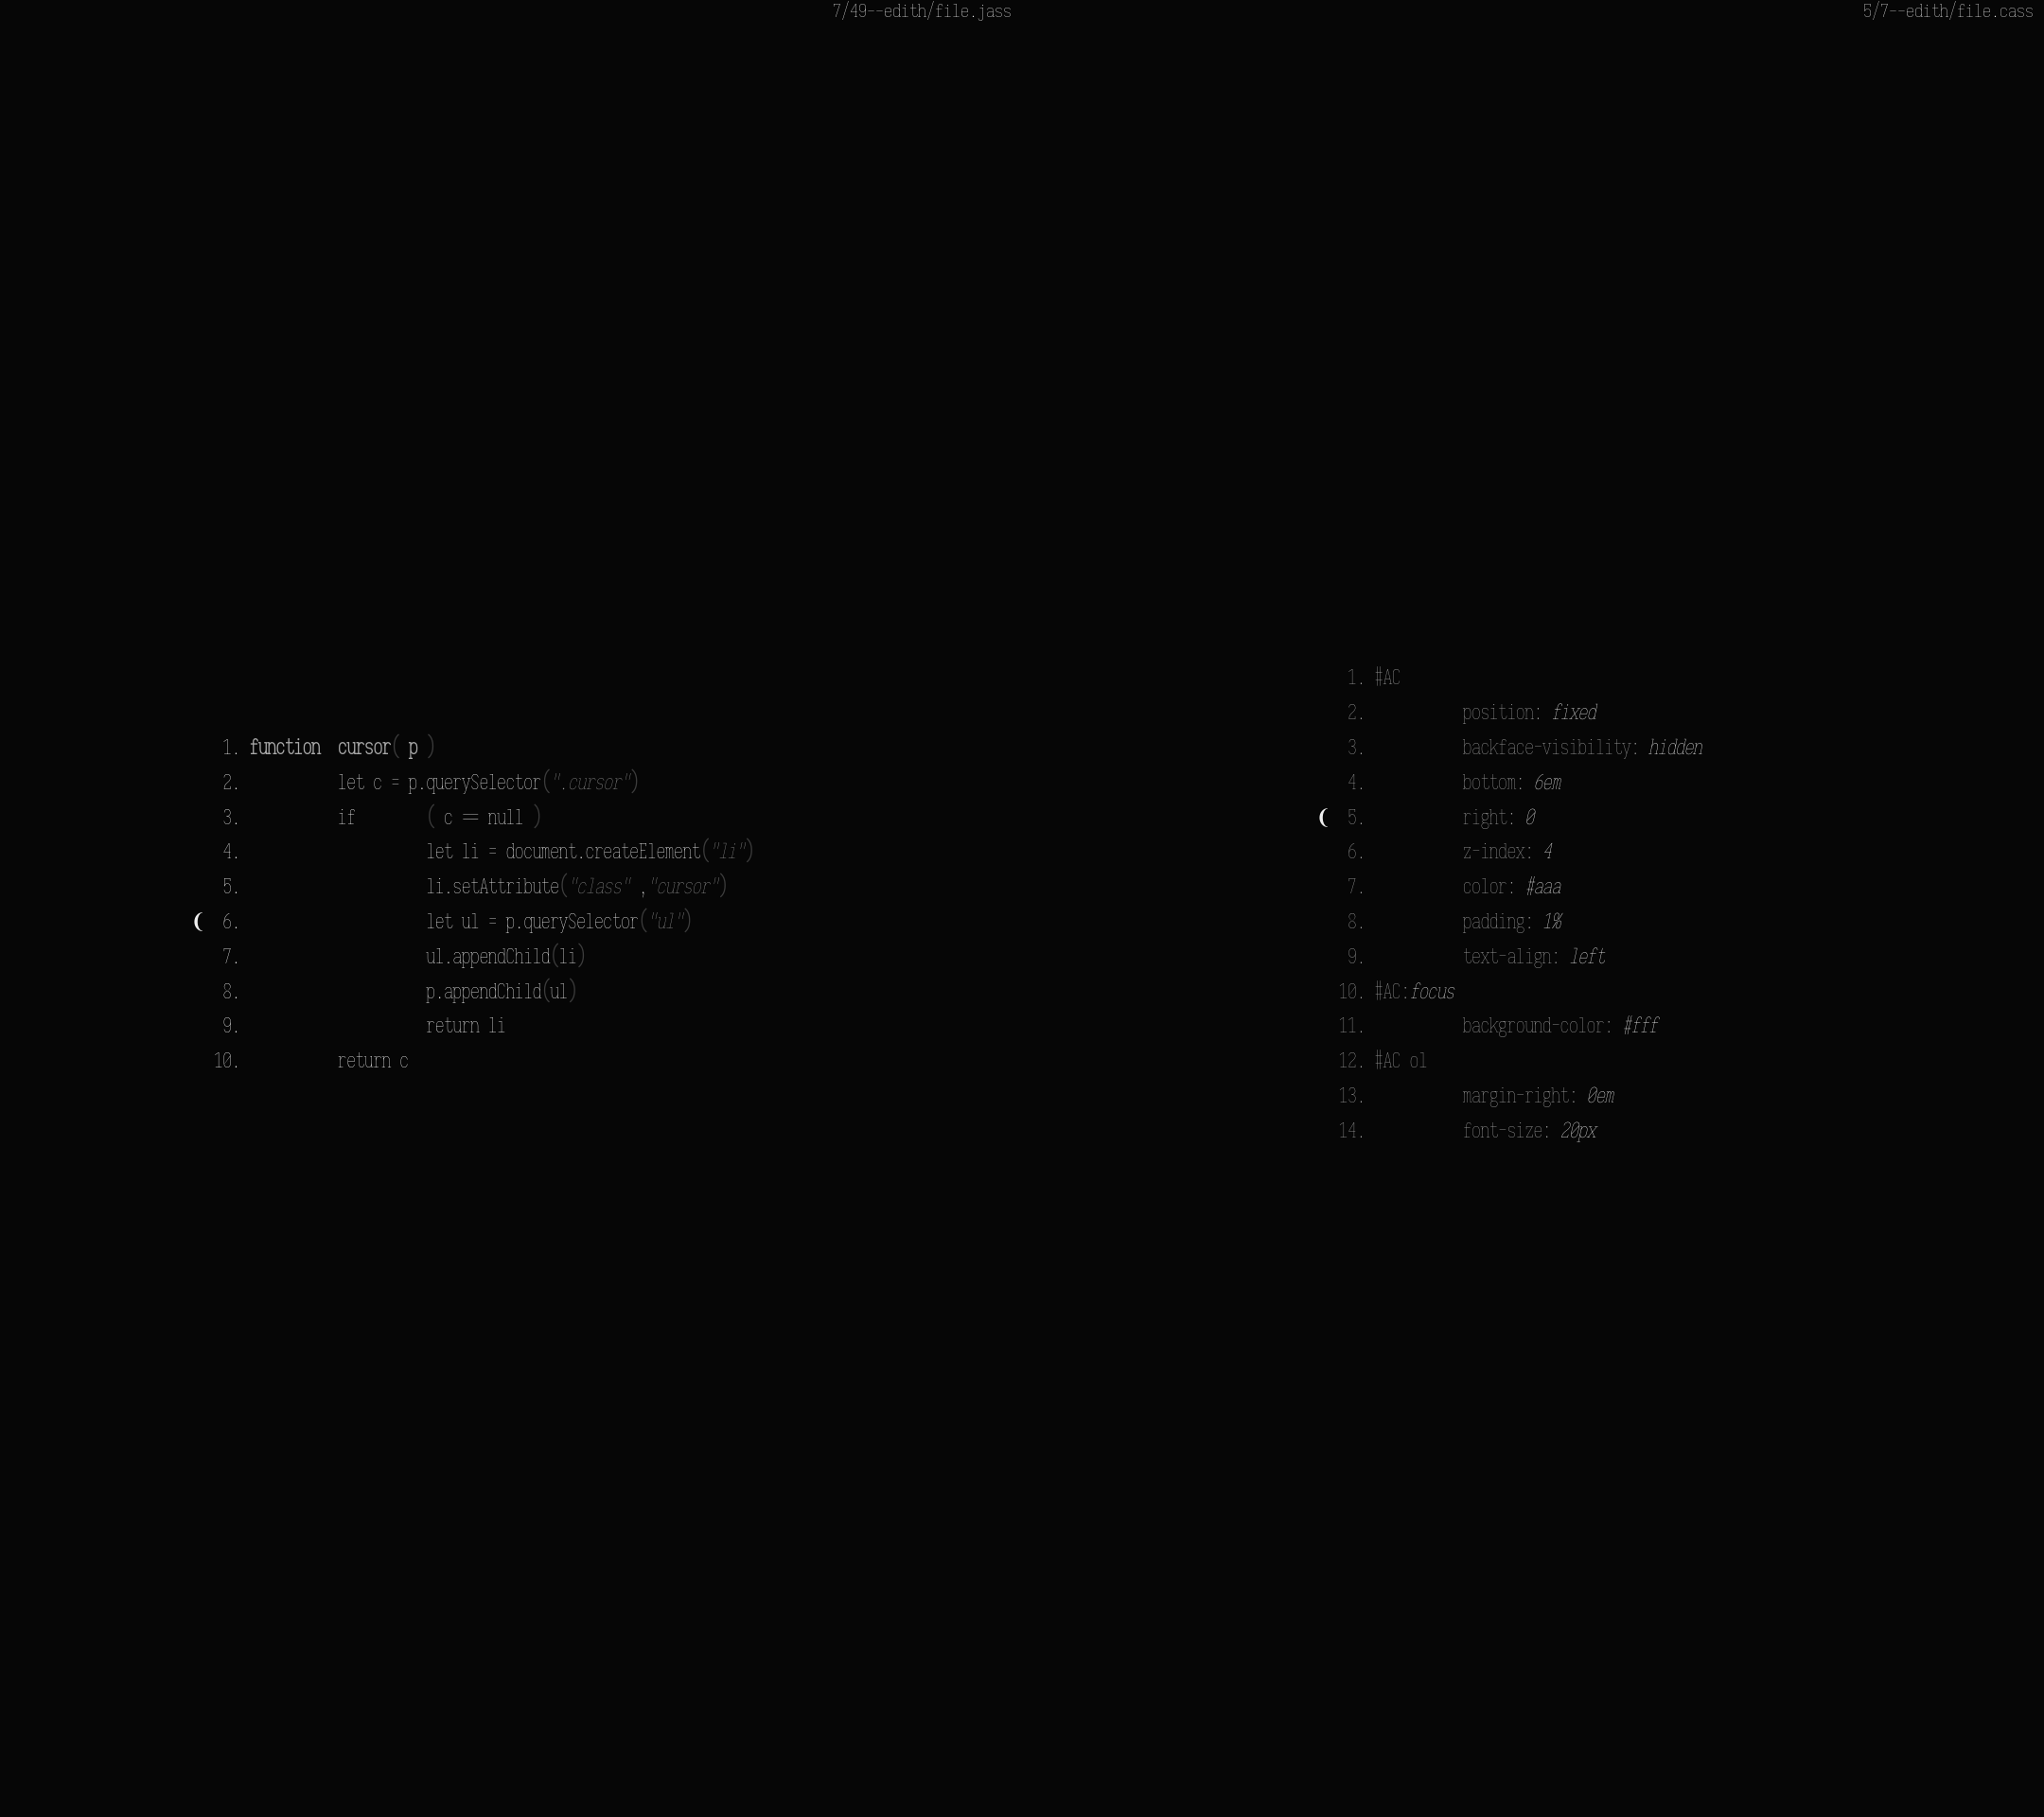 7/49--edith/file.jass
1. function cursor( p )
2. let c = p.querySelector(".cursor")
3. if ( c == null )
4. let li = document.createElement("li")
5. li.setAttribute("class" ,"cursor")
( 6. let ul = p.querySelector("ul")
7. ul.appendChild(li)
8. p.appendChild(ul)
9. return li
10. return c
5/7--edith/file.cass
1. #AC
2. position: fixed
3. backface-visibility: hidden
4. bottom: 6em
( 5. right: 0
6. z-index: 4
7. color: #aaa
8. padding: 1%
9. text-align: left
10. #AC:focus
11. background-color: #fff
12. #AC ol
13. margin-right: 0em
14. font-size: 20px